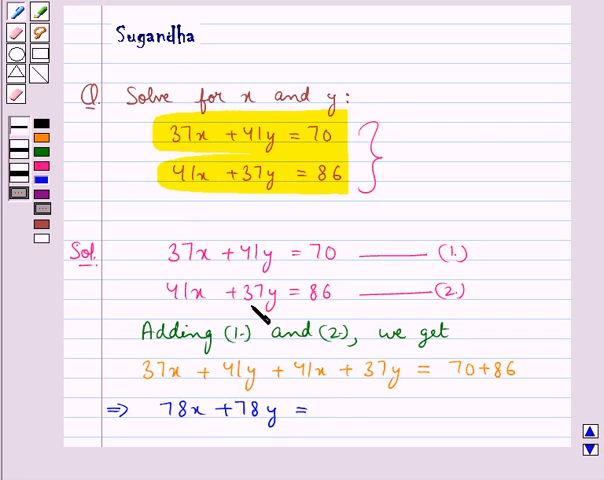 Sugandha
Q. Solve for x and y:
37x + 41y = 70
41x + 37y = 86
Sol. 37x + 41y = 70 —— (1.)
41x + 37y = 86 —— (2.)
Adding (1.) and (2.), we get
37x + 41y + 41x + 37y = 70+86
⇒ 78x + 78y =